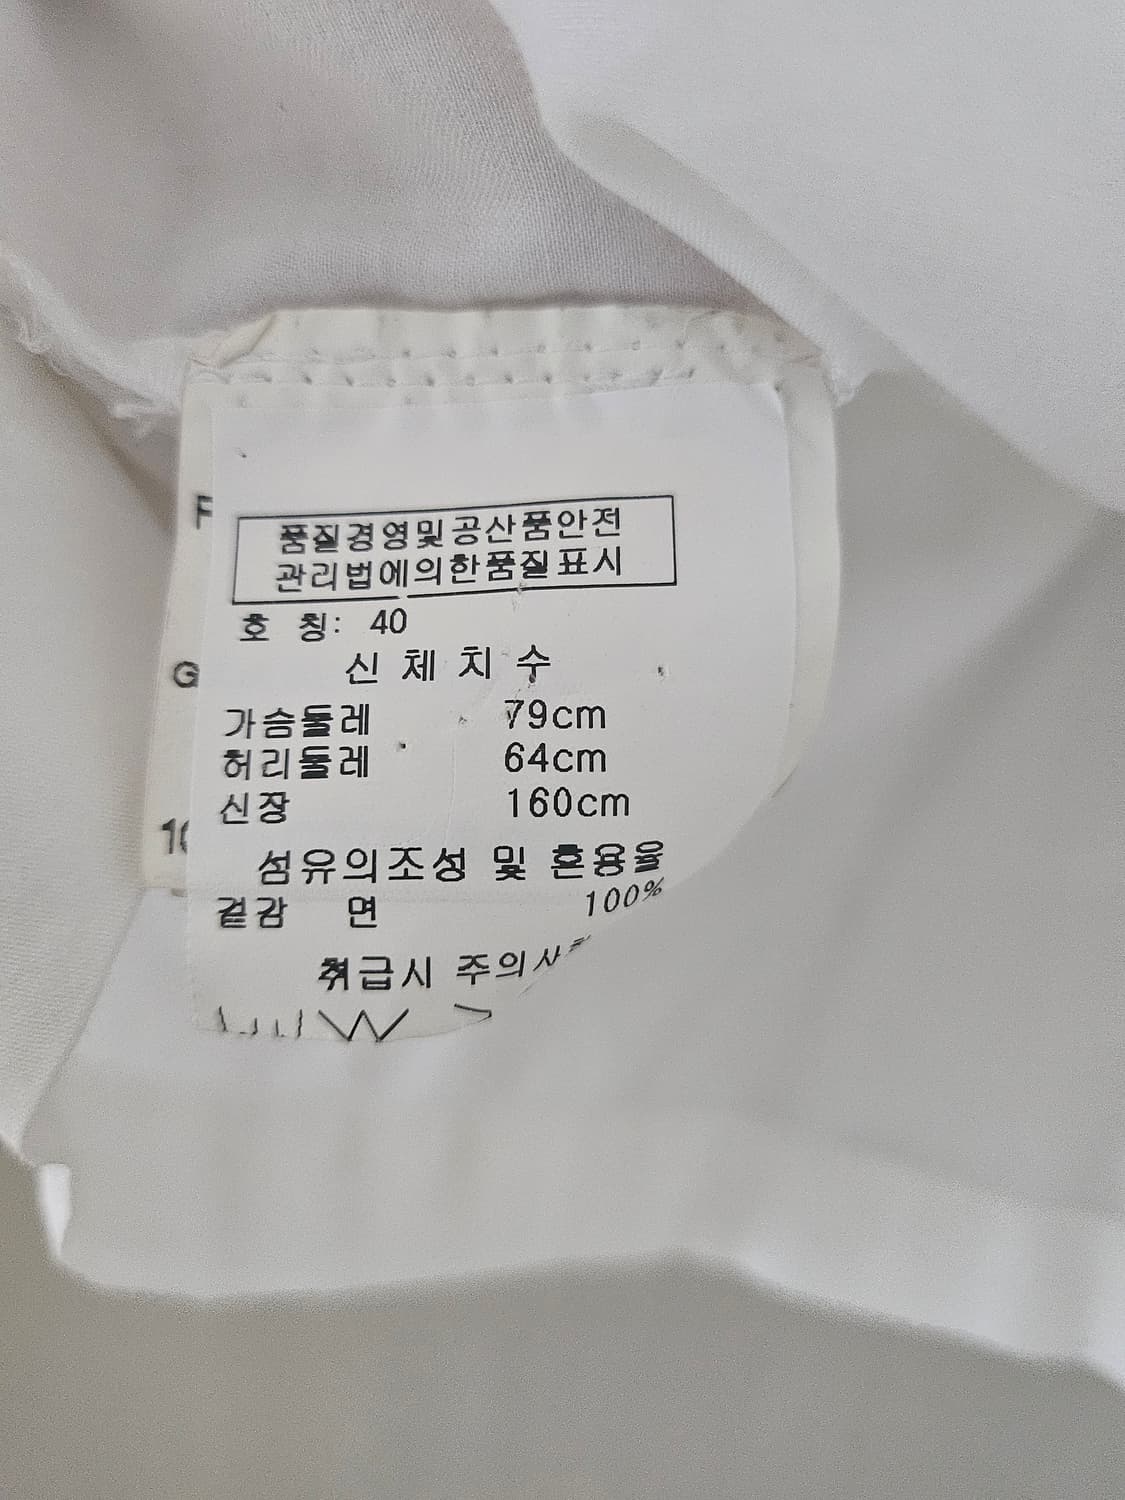 F
품질경영및공산품안전
관리법에의한품질표시
호 칭: 40
신 체 치 수
G
가슴둘레 79cm
허리둘레 64cm
신장 160cm
10
섬유의조성 및 혼용율
겉감 면 100%
취급시 주의사